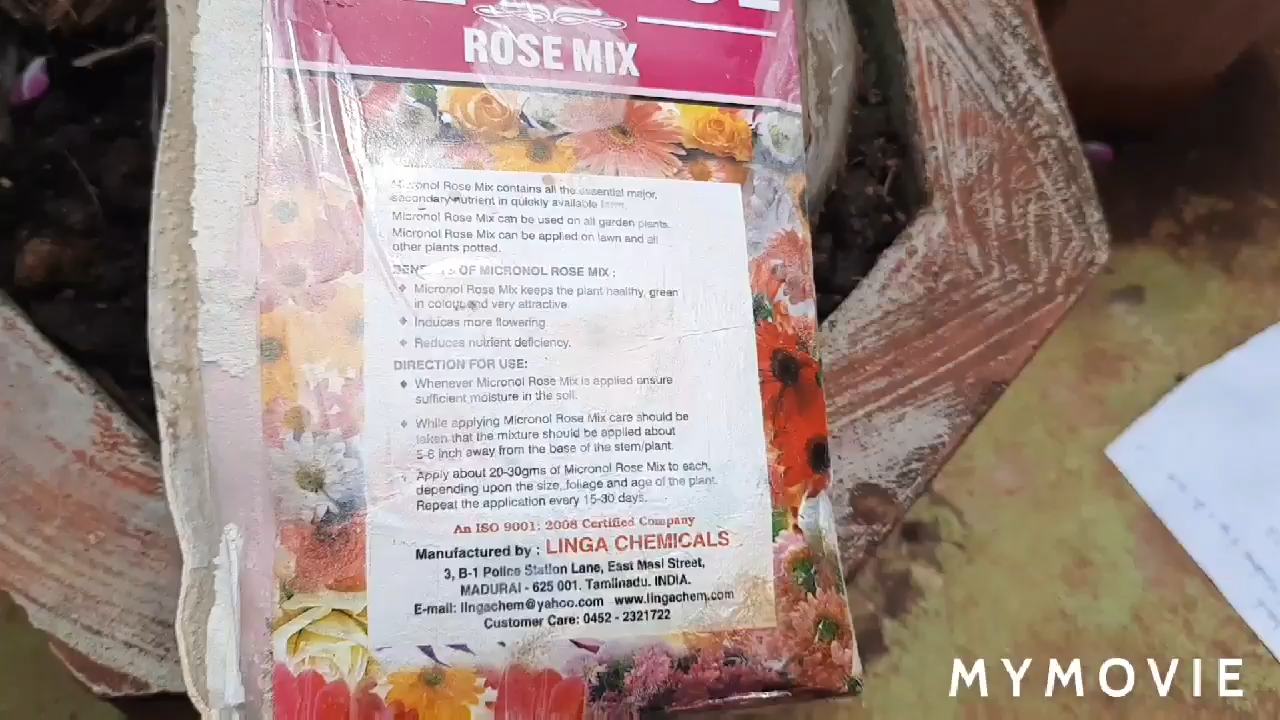 ROSE MIX
Micronol Rose Mix contains all the essential major,
secondary nutrient in quickly available form.
Micronol Rose Mix can be used on all garden plants.
Micronol Rose Mix can be applied on lawn and all
other plants potted.
BENEFITS OF MICRONOL ROSE MIX :
Micronol Rose Mix keeps the plant healthy, green
in colour and very attractive.
Induces more flowering.
Reduces nutrient deficiency.
DIRECTION FOR USE:
Whenever Micronol Rose Mix is applied ensure
sufficient moisture in the soil.
While applying Micronol Rose Mix care should be
taken that the mixture should be applied about
5-6 inch away from the base of the stem/plant.
Apply about 20-30gms of Micronol Rose Mix to each,
depending upon the size, foliage and age of the plant.
Repeat the application every 15-30 days.
An ISO 9001: 2008 Certified Company
Manufactured by : LINGA CHEMICALS
3, B-1 Police Station Lane, East Masi Street,
MADURAI - 625 001. Tamilnadu. INDIA.
E-mail: lingachem@yahoo.com www.lingachem.com
Customer Care: 0452 - 2321722
MYMOVIE